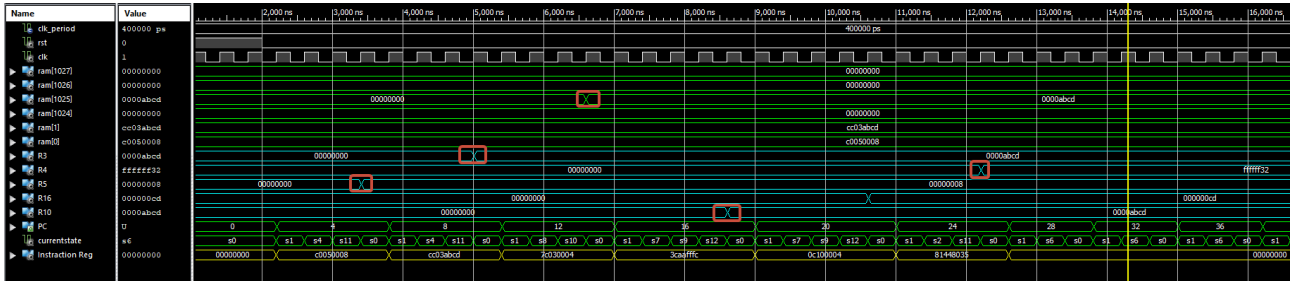 Name Value 2,000 ns 3,000 ns 4,000 ns 5,000 ns 6,000 ns 7,000 ns 8,000 ns 9,000 ns 10,000 ns 11,000 ns 12,000 ns 13,000 ns 14,000 ns 15,000 ns 16,000 ns
clk_period 400000 ps 400000 ps
rst 0
clk 1
ram[1027] 00000000 00000000
ram[1026] 00000000 00000000
ram[1025] 0000abcd 00000000 0000abcd
ram[1024] 00000000 00000000
ram[1] cc03abcd cc03abcd
ram[0] c0050008 c0050008
R3 0000abcd 00000000 0000abcd
R4 ffffff32 00000000 ffffff32
R5 00000008 00000000 00000008
R16 000000cd 00000000 000000cd
R10 0000abcd 00000000 0000abcd
PC U 0 4 8 12 16 20 24 28 32 36
currentstate s6 s0 s1 s4 s11 s0 s1 s4 s11 s0 s1 s8 s10 s0 s1 s7 s9 s12 s0 s1 s7 s9 s12 s0 s1 s2 s11 s0 s1 s6 s0 s1 s6 s0 s1 s6 s0 s1
Instraction Reg 00000000 00000000 c0050008 cc03abcd 7c030004 3caafffc 0c100004 81448035 00000000